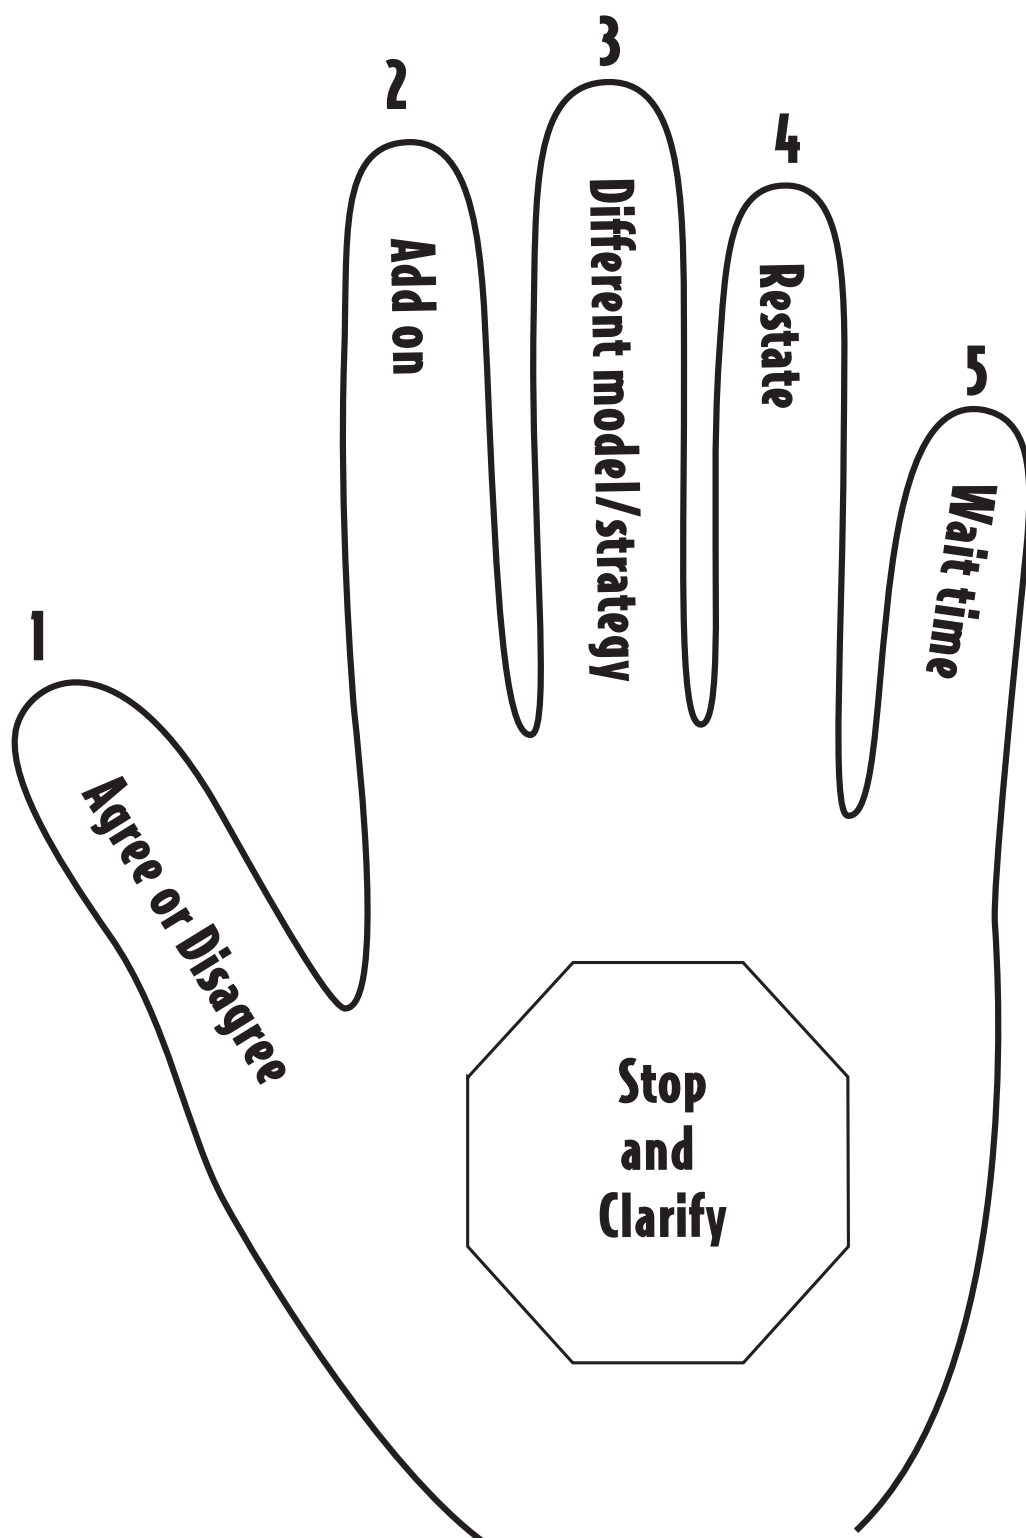 1
Agree or Disagree
2
Add on
3
Different model/strategy
4
Restate
5
Wait time
Stop
and
Clarify